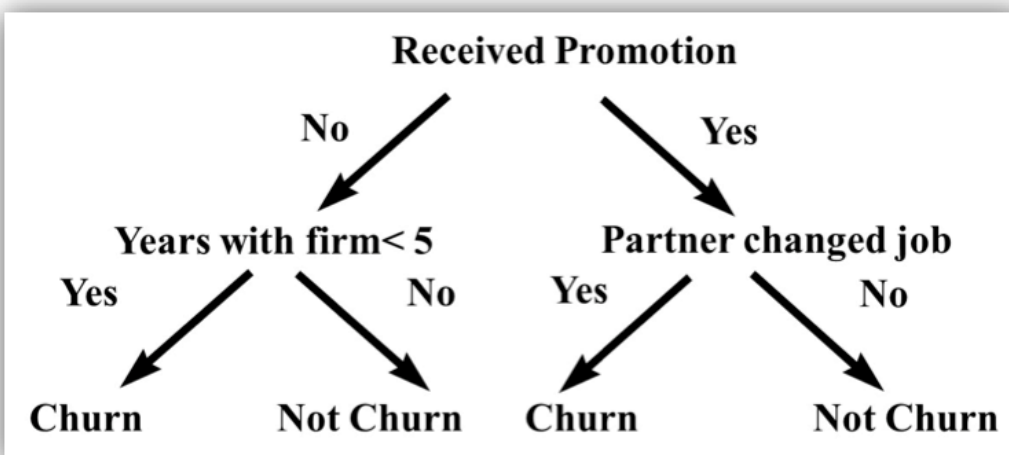 Received Promotion
No
Yes
Years with firm< 5
Partner changed job
Yes
No
Yes
No
Churn
Not Churn
Churn
Not Churn